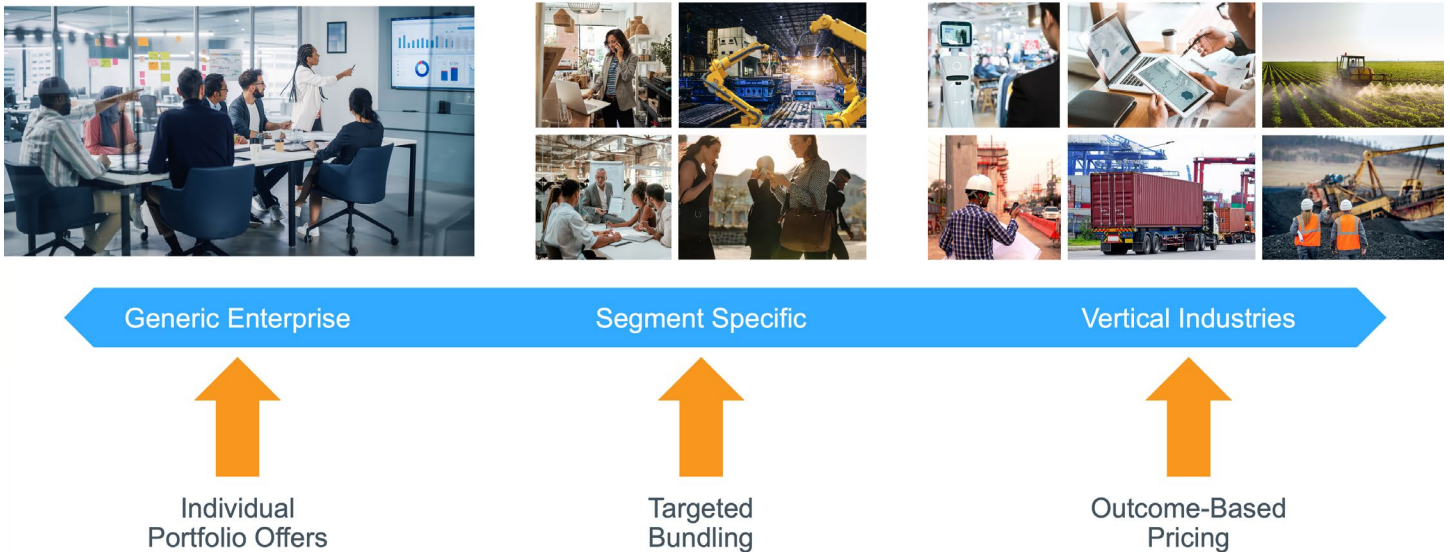 Generic Enterprise
Segment Specific
Vertical Industries
Individual
Portfolio Offers
Targeted
Bundling
Outcome-Based
Pricing